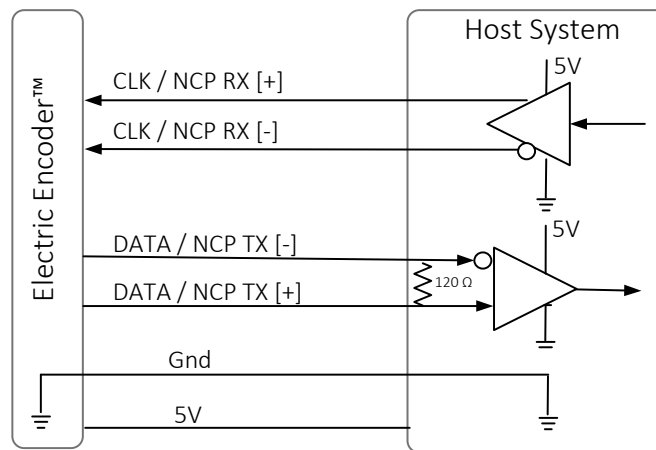 Host System
5V
CLK / NCP RX [+]
CLK / NCP RX [-]
Electric Encoder™
5V
DATA / NCP TX [-]
120 Ω
DATA / NCP TX [+]
Gnd
5V